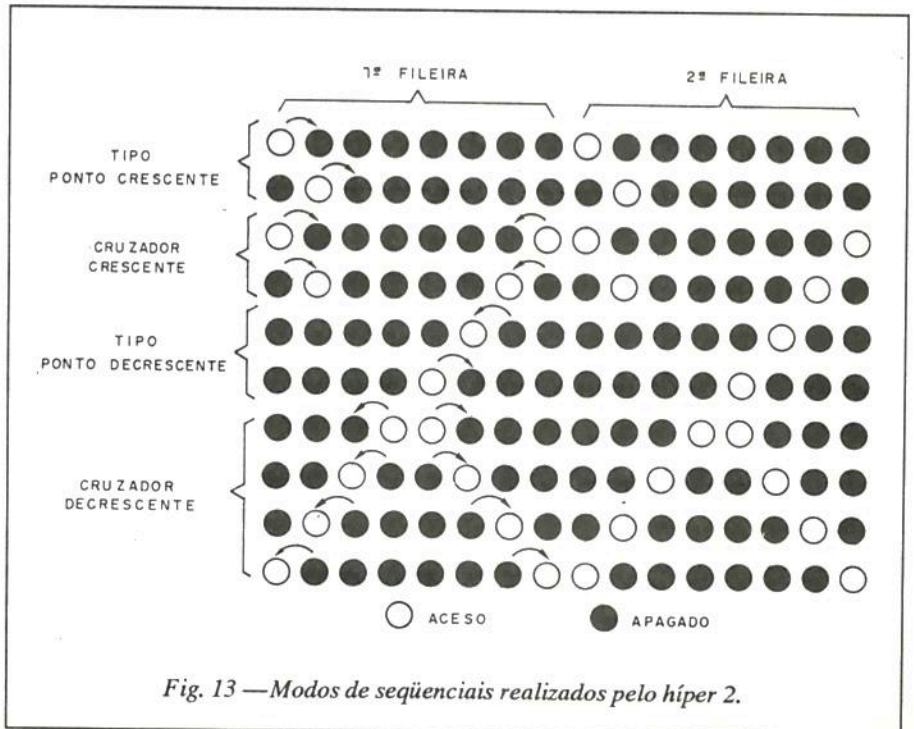 1ª FILEIRA
2ª FILEIRA
TIPO
PONTO CRESCENTE
CRUZADOR
CRESCENTE
TIPO
PONTO DECRESCENTE
CRUZADOR
DECRESCENTE
ACESO
APAGADO
Fig. 13 —Modos de seqüenciais realizados pelo híper 2.